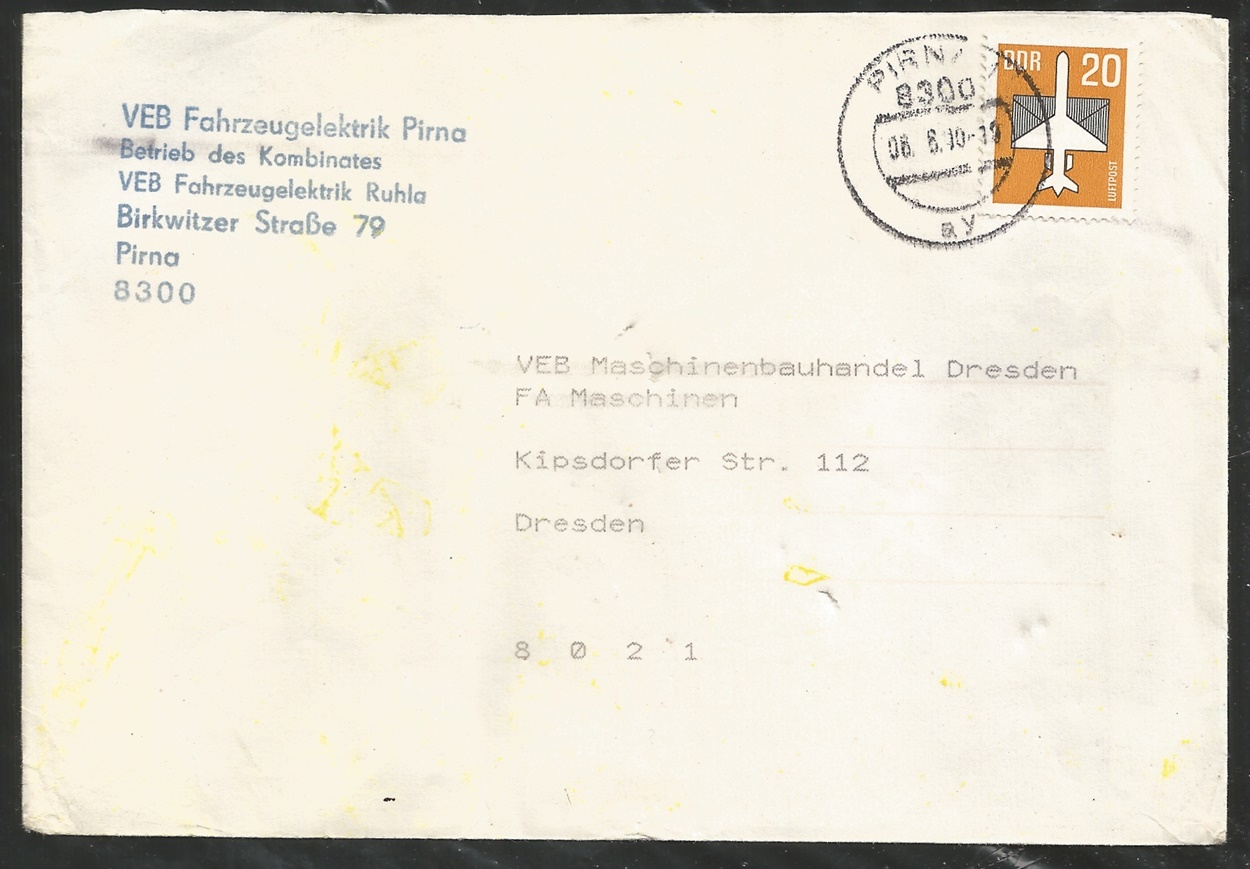 VEB Fahrzeugelektrik Pirna
Betrieb des Kombinates
VEB Fahrzeugelektrik Ruhla
Birkwitzer Straße 79
Pirna
8300
PIRNA
8300
ay
DDR 20
LUFTPOST
VEB Maschinenbauhandel Dresden
FA Maschinen
Kipsdorfer Str. 112
Dresden
8 0 2 1